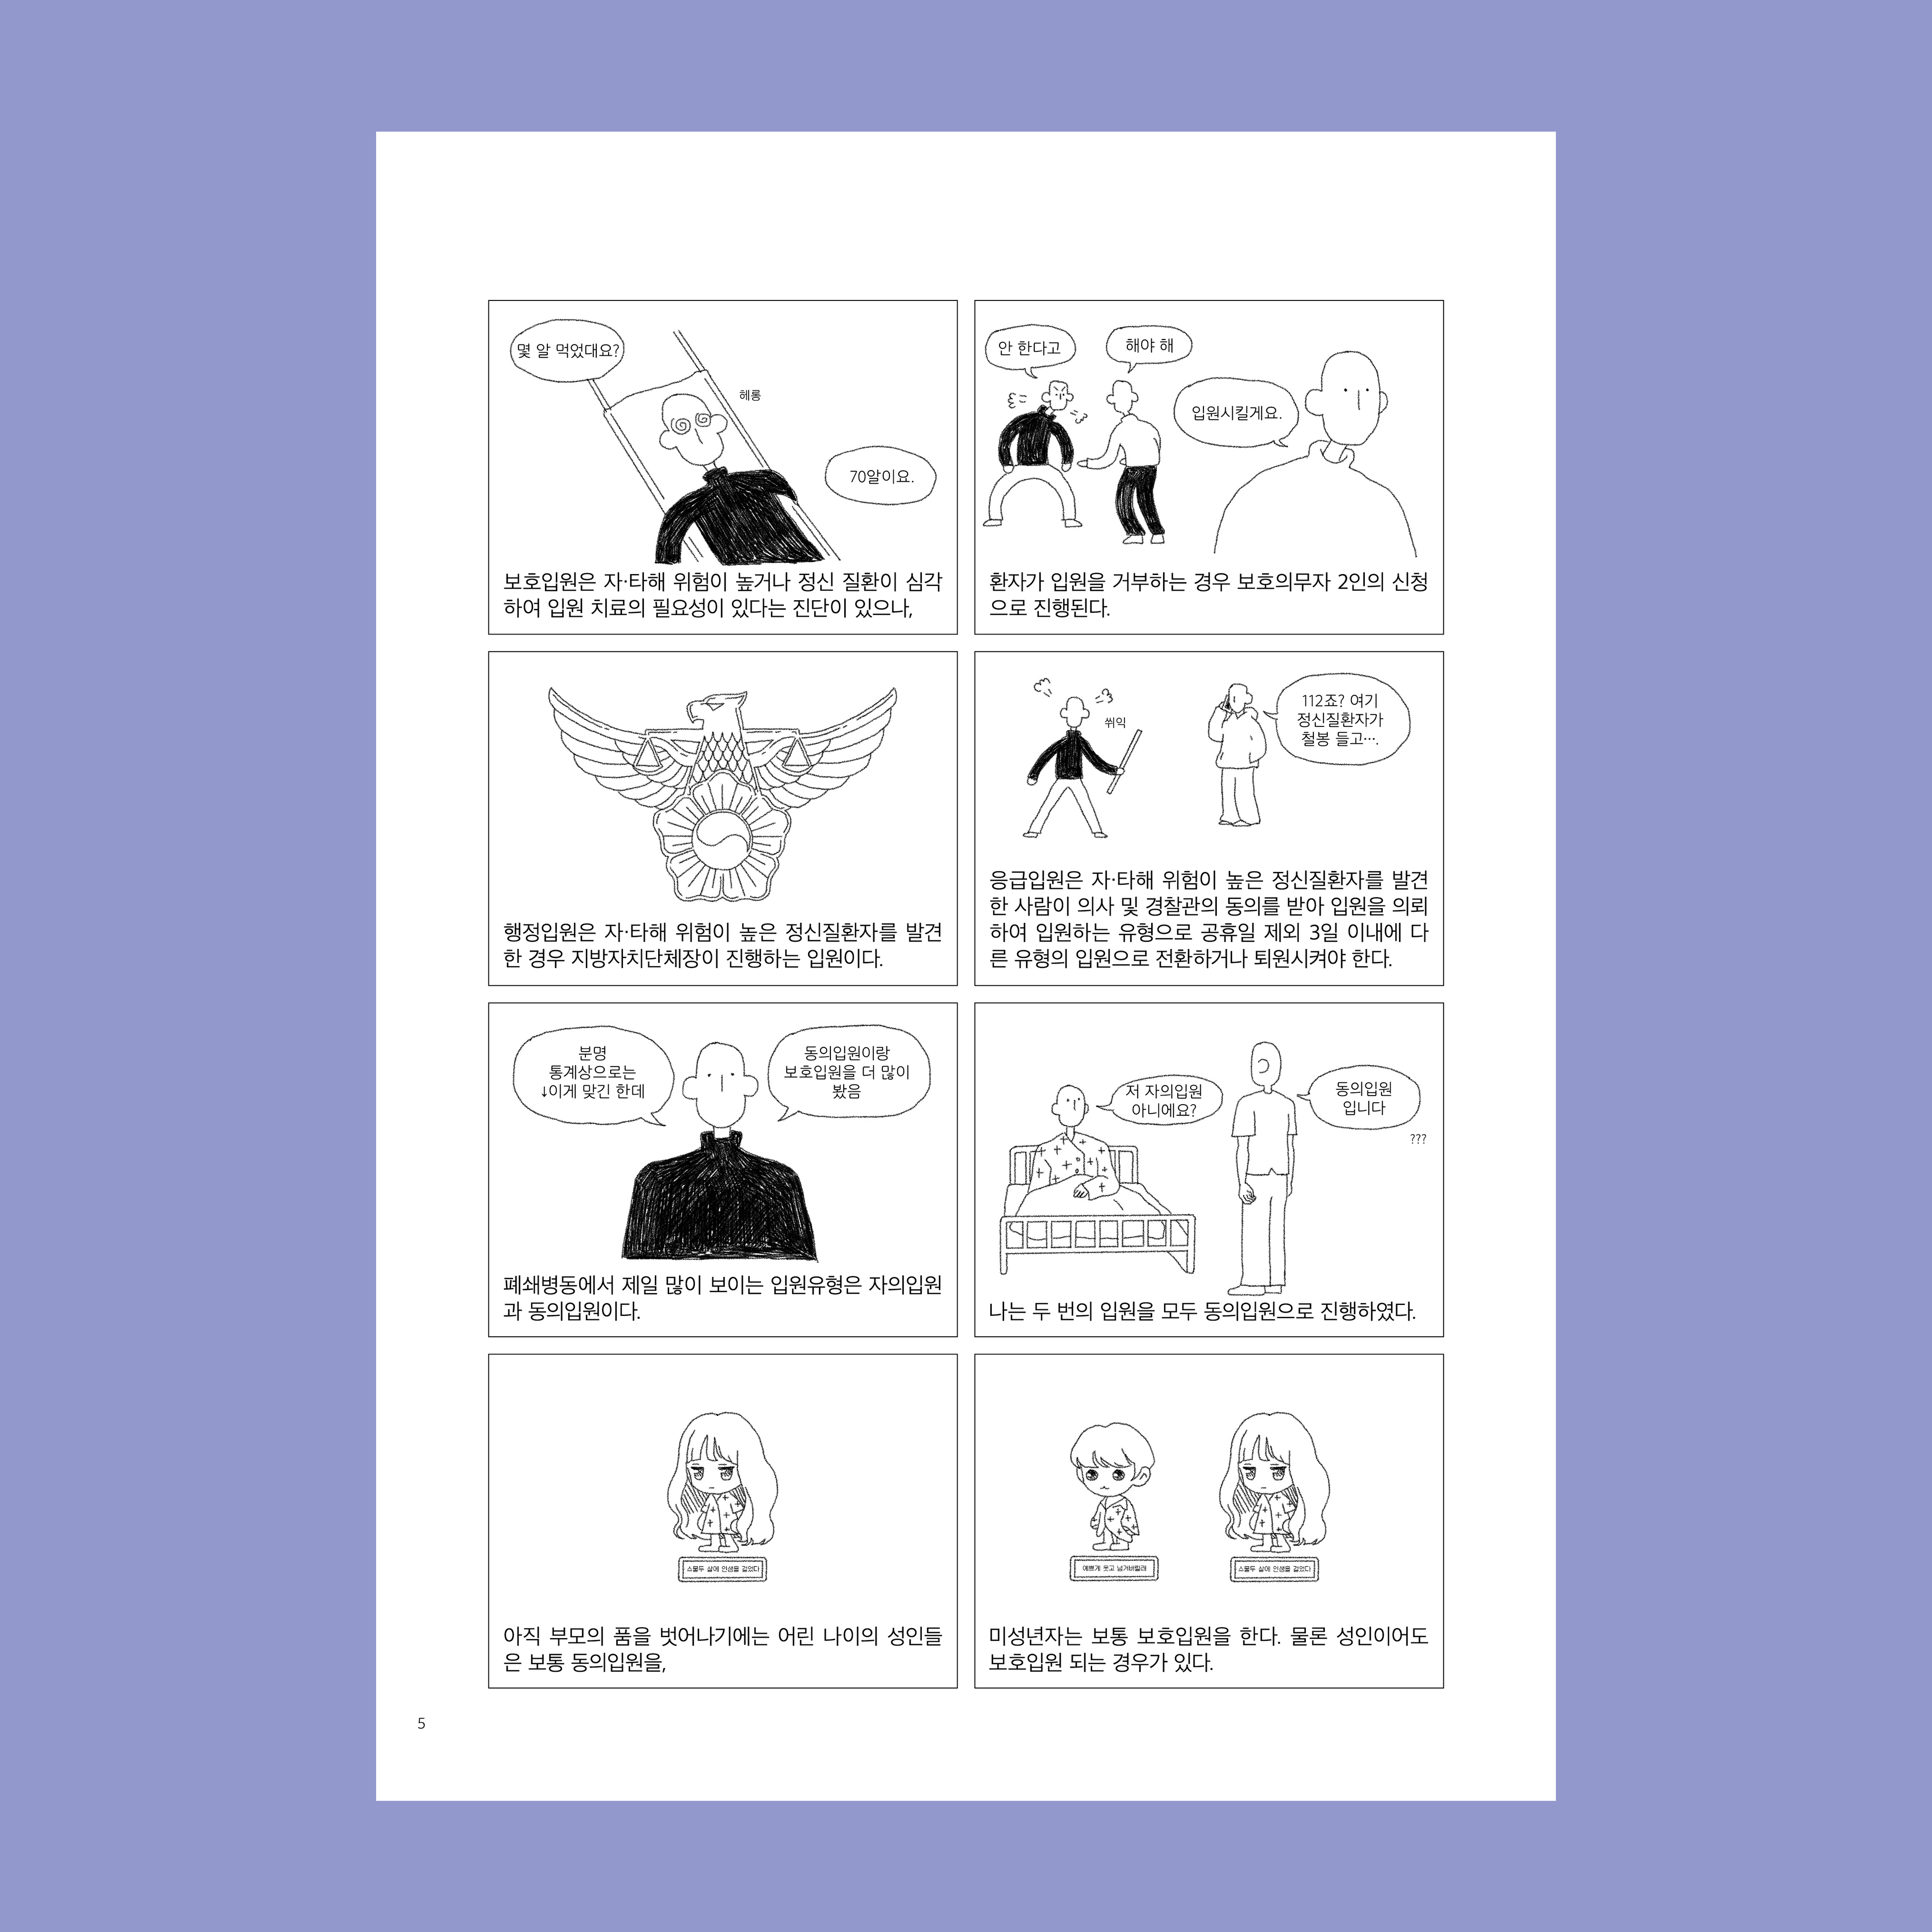 몇 알 먹었대요?
헤롱
70알이요.
보호입원은 자·타해 위험이 높거나 정신 질환이 심각
하여 입원 치료의 필요성이 있다는 진단이 있으나,
안 한다고
해야 해
입원시킬게요.
환자가 입원을 거부하는 경우 보호의무자 2인의 신청
으로 진행된다.
행정입원은 자·타해 위험이 높은 정신질환자를 발견
한 경우 지방자치단체장이 진행하는 입원이다.
쒸익
112죠? 여기
정신질환자가
철봉 들고….
응급입원은 자·타해 위험이 높은 정신질환자를 발견
한 사람이 의사 및 경찰관의 동의를 받아 입원을 의뢰
하여 입원하는 유형으로 공휴일 제외 3일 이내에 다
른 유형의 입원으로 전환하거나 퇴원시켜야 한다.
분명
통계상으로는
↓이게 맞긴 한데
동의입원이랑
보호입원을 더 많이
봤음
폐쇄병동에서 제일 많이 보이는 입원유형은 자의입원
과 동의입원이다.
저 자의입원
아니에요?
동의입원
입니다
???
나는 두 번의 입원을 모두 동의입원으로 진행하였다.
스물두 살에 인생을 깊었다
아직 부모의 품을 벗어나기에는 어린 나이의 성인들
은 보통 동의입원을,
예쁘게 웃고 넘겨버릴래
스물두 살에 인생을 깊었다
미성년자는 보통 보호입원을 한다. 물론 성인이어도
보호입원 되는 경우가 있다.
5